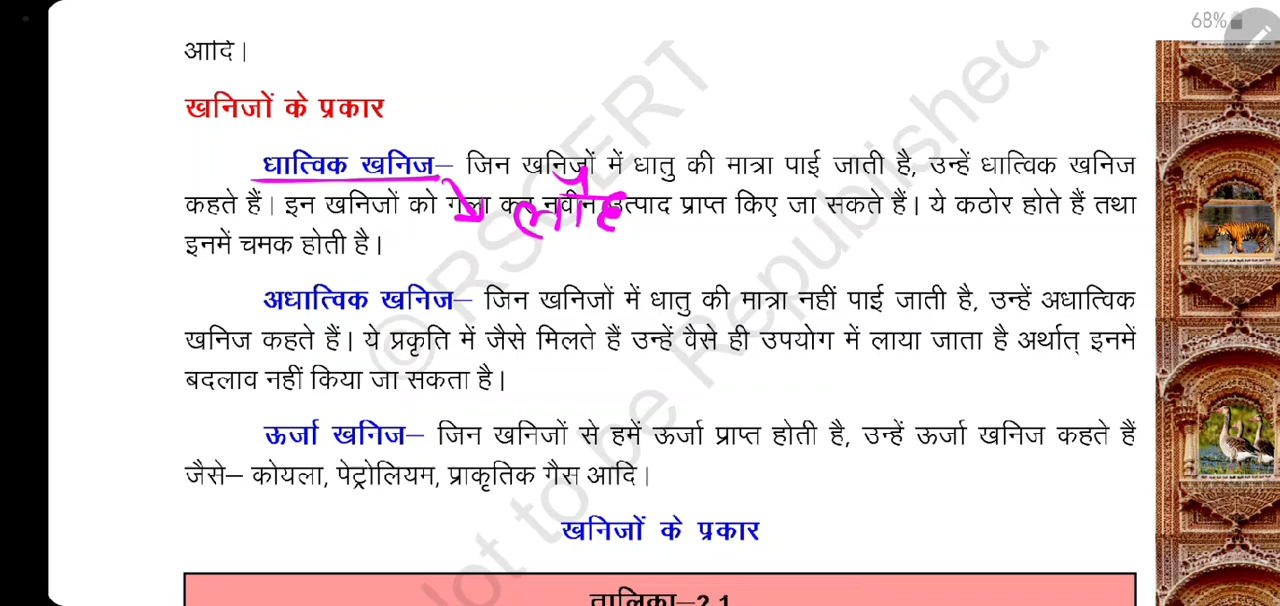 68%
आदि।
खनिजों के प्रकार
धात्विक खनिज– जिन खनिजों में धातु की मात्रा पाई जाती है, उन्हें धात्विक खनिज
कहते हैं। इन खनिजों को गला कर नवीन उत्पाद प्राप्त किए जा सकते हैं। ये कठोर होते हैं तथा
लौह
इनमें चमक होती है।
अधात्विक खनिज– जिन खनिजों में धातु की मात्रा नहीं पाई जाती है, उन्हें अधात्विक
खनिज कहते हैं। ये प्रकृति में जैसे मिलते हैं उन्हें वैसे ही उपयोग में लाया जाता है अर्थात् इनमें
बदलाव नहीं किया जा सकता है।
ऊर्जा खनिज– जिन खनिजों से हमें ऊर्जा प्राप्त होती है, उन्हें ऊर्जा खनिज कहते हैं
जैसे– कोयला, पेट्रोलियम, प्राकृतिक गैस आदि।
खनिजों के प्रकार
तालिका–2.1
© RSCERT
not to be Republished